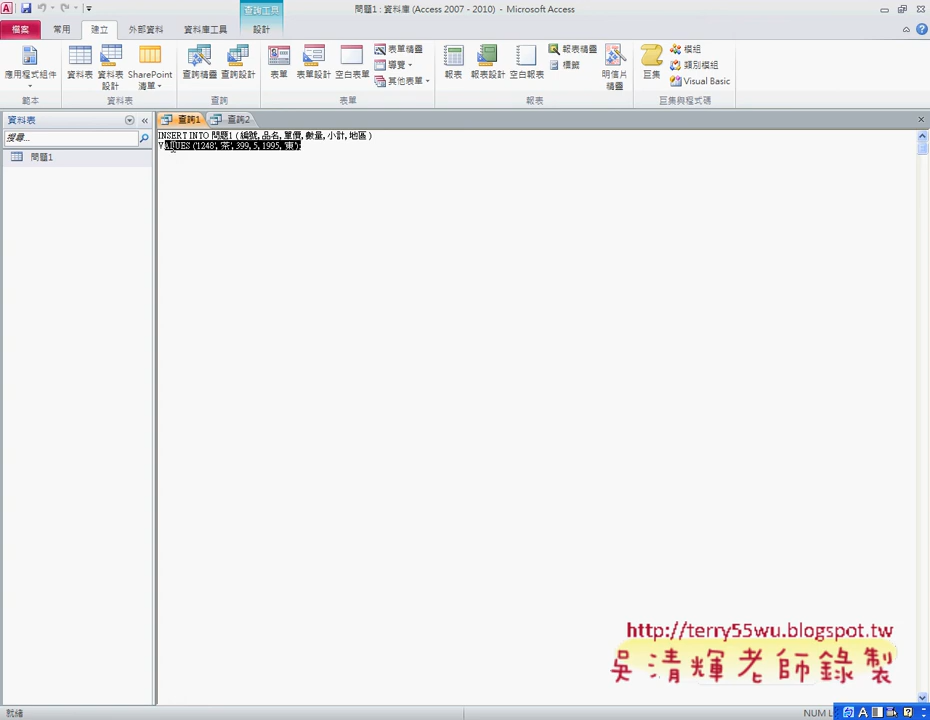 查詢工具
問題1 : 資料庫 (Access 2007 - 2010) - Microsoft Access
檔案 常用 建立 外部資料 資料庫工具 設計
應用程式組件 資料表 資料表設計 SharePoint 清單 查詢精靈 查詢設計 表單 表單設計 空白表單 表單精靈 導覽 其他表單 報表 報表設計 空白報表 報表精靈 標籤 明信片精靈 巨集 模組 類別模組 Visual Basic
範本 資料表 查詢 表單 報表 巨集與程式碼
資料表 « 查詢1 查詢2
搜尋...
問題1
INSERT INTO 問題1 (編號,品名,單價,數量,小計,地區)
VALUES ('1248','茶',399,5,1995,'東');
http://terry55wu.blogspot.tw
吳清輝老師錄製
就緒 NUM L